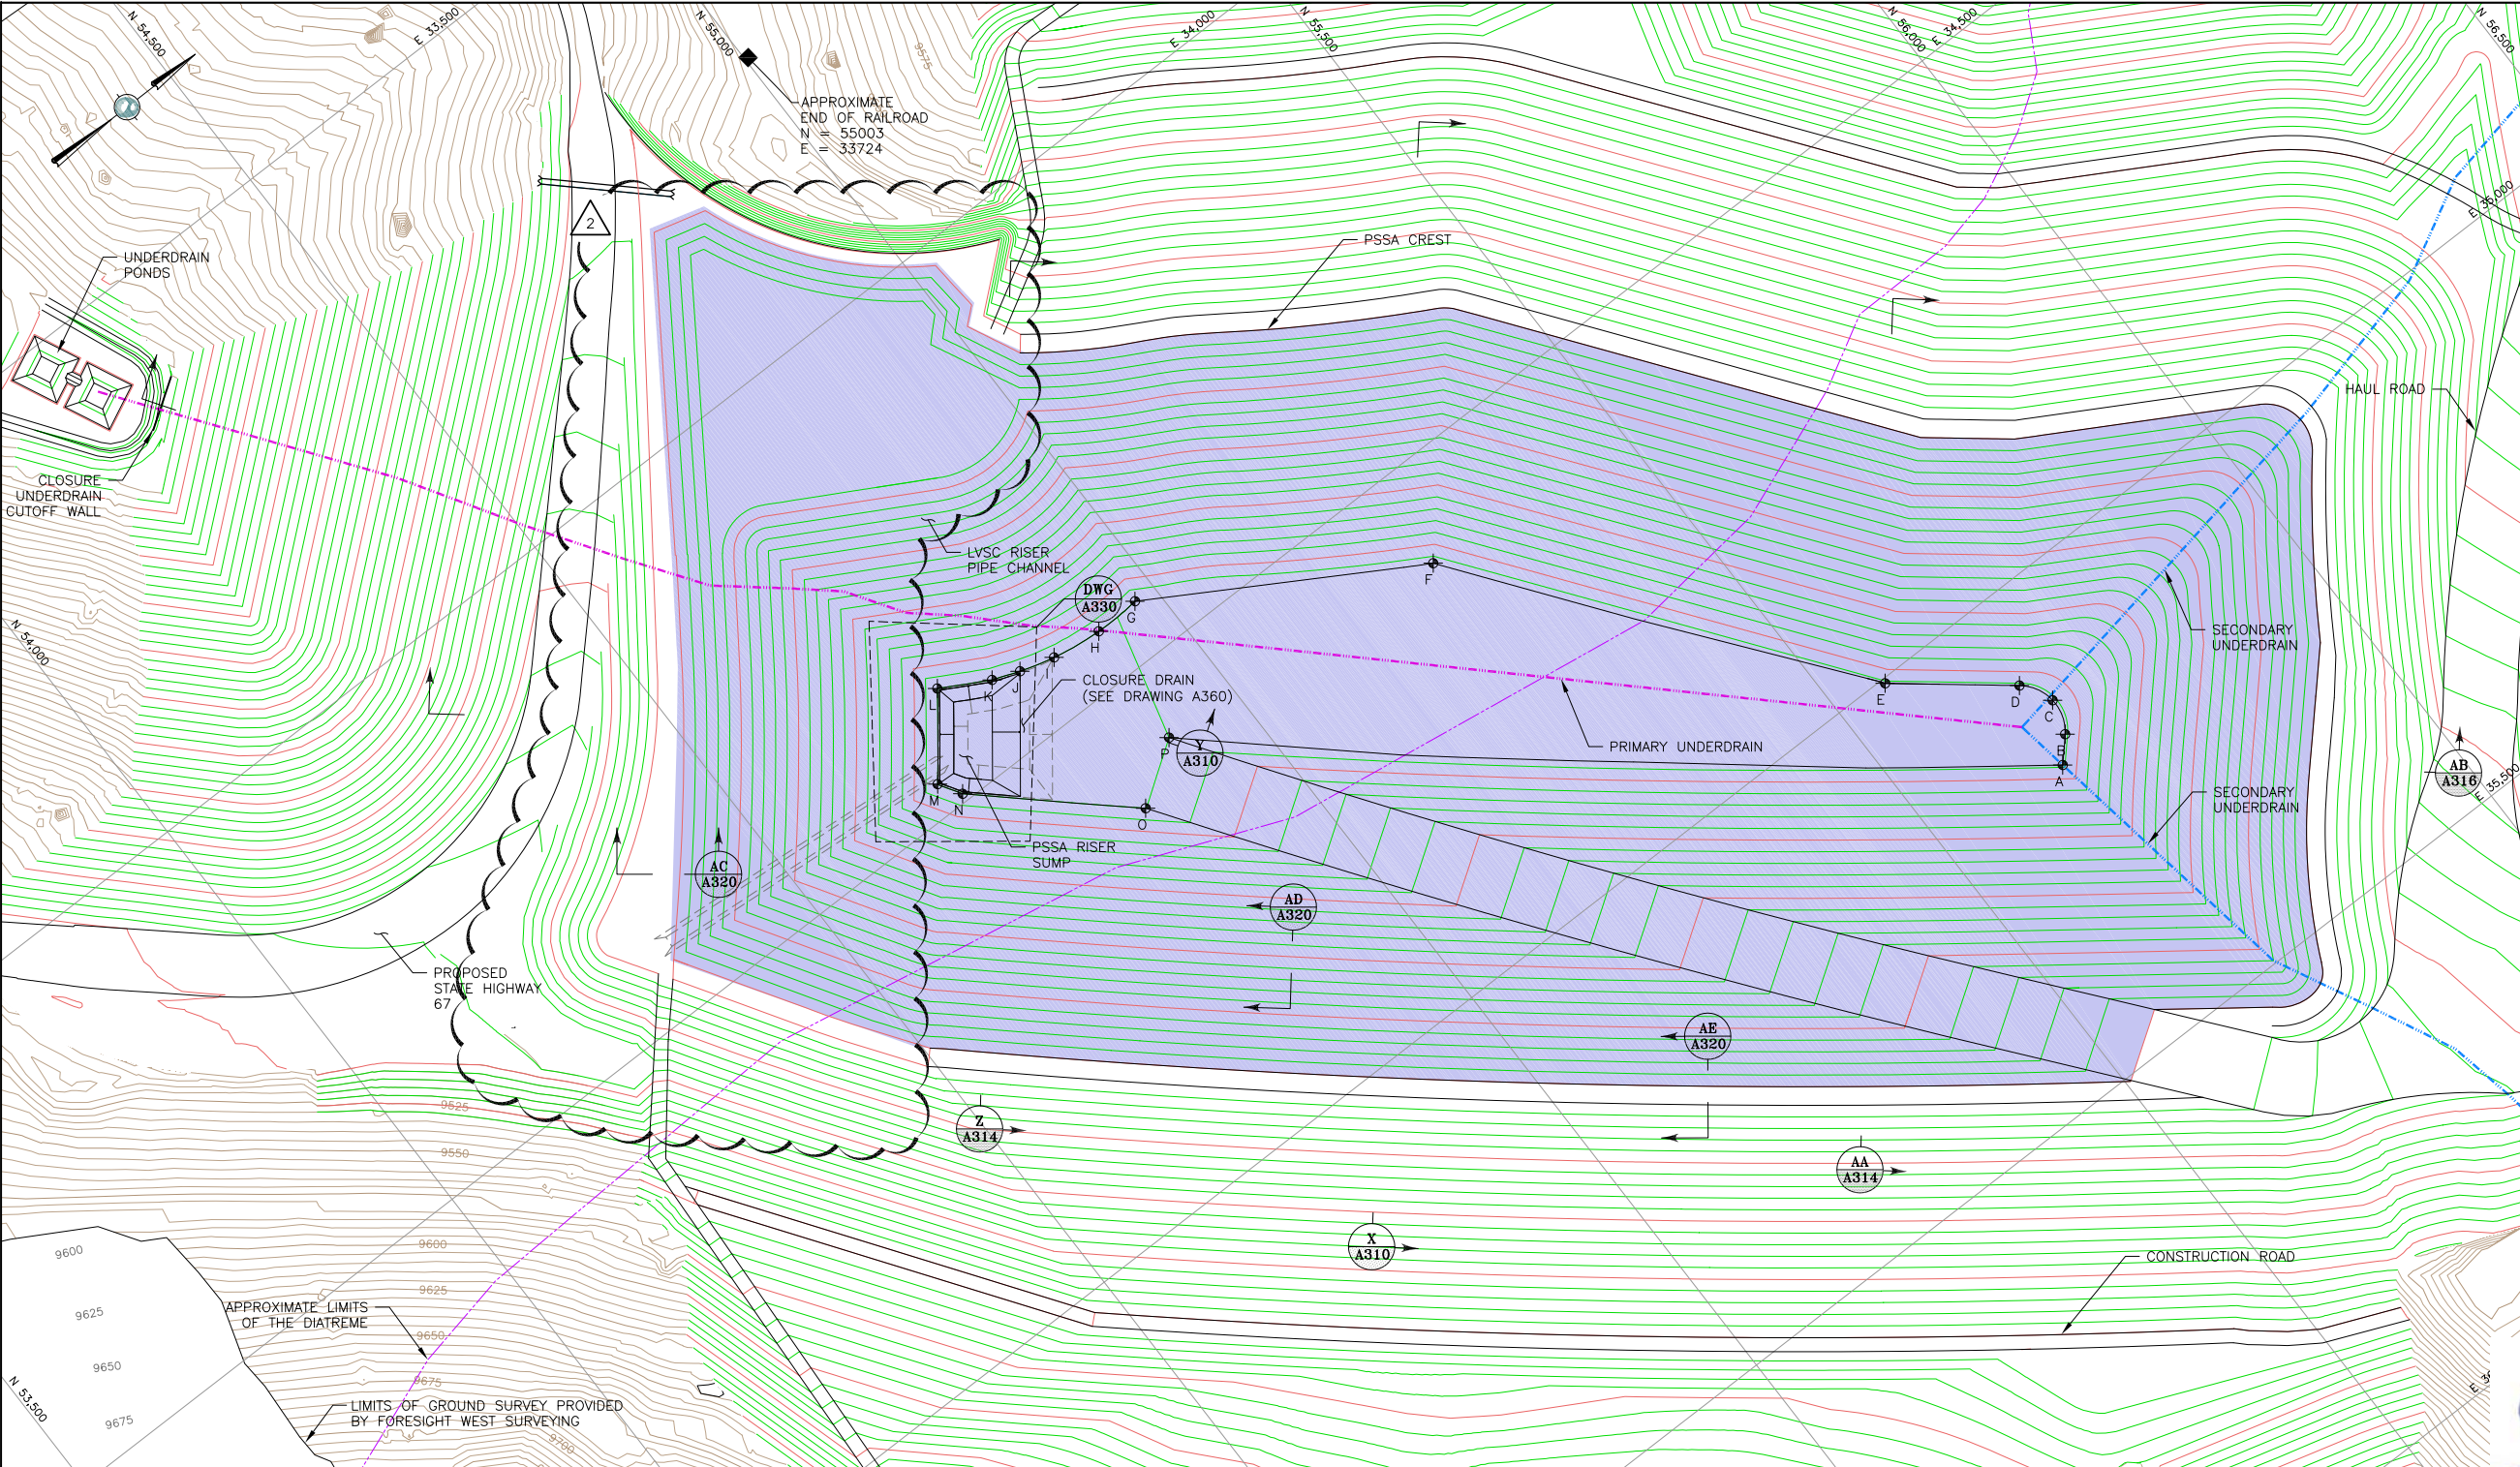 N 54,500
E 33,500
N 55,000
E 34,000
N 55,500
N 56,000
E 34,500
N 56,500
9575
APPROXIMATE
END OF RAILROAD
N = 55003
E = 33724
2
E 35,000
UNDERDRAIN
PONDS
PSSA CREST
HAUL ROAD
CLOSURE
UNDERDRAIN
CUTOFF WALL
LVSC RISER
PIPE CHANNEL
DWG
A330
F
G
H
I
J
K
L
CLOSURE DRAIN
(SEE DRAWING A360)
SECONDARY
UNDERDRAIN
N 54,000
E
D
C
B
A
P
Y
A310
PRIMARY UNDERDRAIN
AB
A316
E 35,500
SECONDARY
UNDERDRAIN
M
N
O
PSSA RISER
SUMP
AC
A320
AD
A320
PROPOSED
STATE HIGHWAY
67
AE
A320
9525
Z
A314
9550
AA
A314
X
A310
CONSTRUCTION ROAD
9600
9600
9625
9625
APPROXIMATE LIMITS
OF THE DIATREME
9650
9650
9675
9675
N 53,500
LIMITS OF GROUND SURVEY PROVIDED
BY FORESIGHT WEST SURVEYING
9700